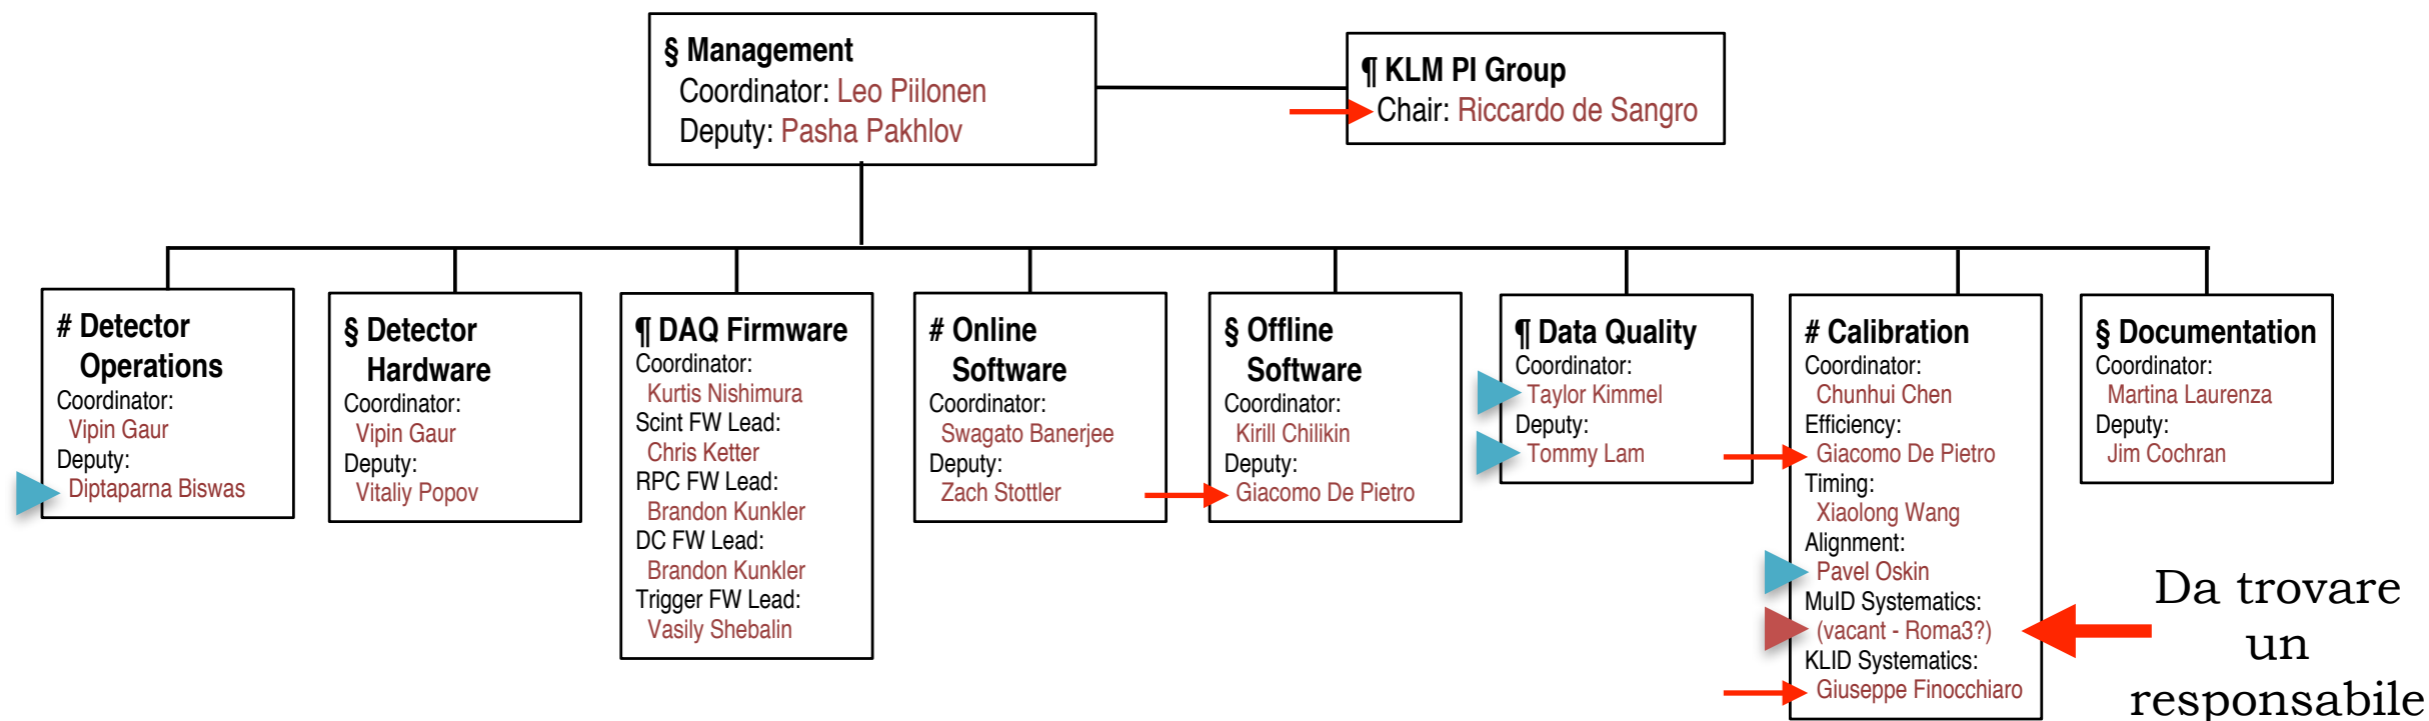 § Management
Coordinator: Leo Piilonen
Deputy: Pasha Pakhlov
¶ KLM PI Group
Chair: Riccardo de Sangro
# Detector
Operations
Coordinator:
Vipin Gaur
Deputy:
Diptaparna Biswas
§ Detector
Hardware
Coordinator:
Vipin Gaur
Deputy:
Vitaliy Popov
¶ DAQ Firmware
Coordinator:
Kurtis Nishimura
Scint FW Lead:
Chris Ketter
RPC FW Lead:
Brandon Kunkler
DC FW Lead:
Brandon Kunkler
Trigger FW Lead:
Vasily Shebalin
# Online
Software
Coordinator:
Swagato Banerjee
Deputy:
Zach Stottler
§ Offline
Software
Coordinator:
Kirill Chilikin
Deputy:
Giacomo De Pietro
¶ Data Quality
Coordinator:
Taylor Kimmel
Deputy:
Tommy Lam
# Calibration
Coordinator:
Chunhui Chen
Efficiency:
Giacomo De Pietro
Timing:
Xiaolong Wang
Alignment:
Pavel Oskin
MuID Systematics:
(vacant - Roma3?)
KLID Systematics:
Giuseppe Finocchiaro
§ Documentation
Coordinator:
Martina Laurenza
Deputy:
Jim Cochran
Da trovare
un
responsabile